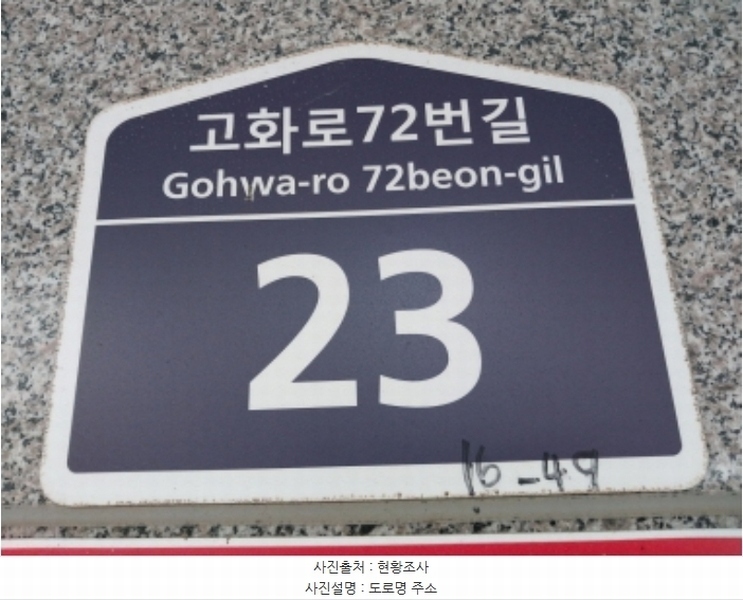 고화로72번길
Gohwa-ro 72beon-gil
23
16-49
사진출처 : 현황조사
사진설명 : 도로명 주소